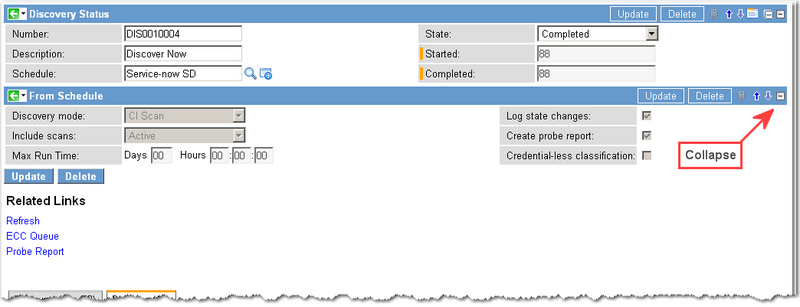 Discovery Status Update Delete
Number: DIS0010004 State: Completed
Description: Discover Now Started: 88
Schedule: Service-now SD Completed: 88
From Schedule Update Delete
Discovery mode: CI Scan Log state changes:
Include scans: Active Create probe report:
Max Run Time: Days 00 Hours 00 : 00 : 00 Credential-less classification:
Collapse
Update Delete
Related Links
Refresh
ECC Queue
Probe Report